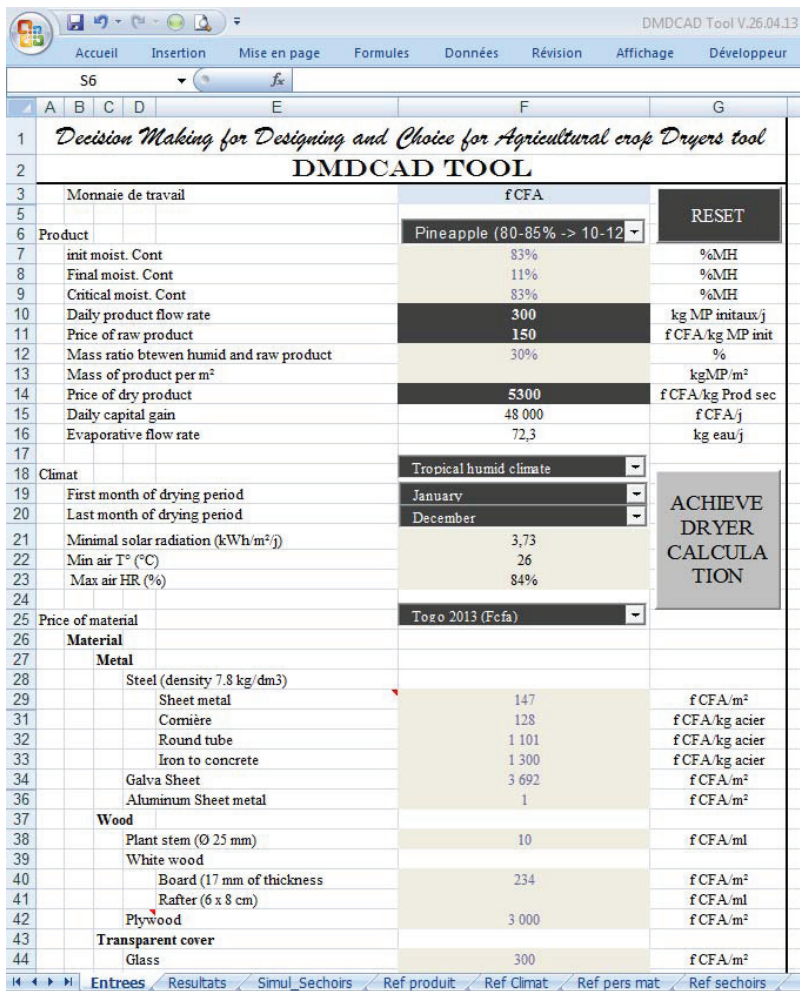 DMDCAD Tool V.26.04.13
Accueil Insertion Mise en page Formules Données Révision Affichage Développeur
S6 fx
A B C D E F G
1 Decision Making for Designing and Choice for Agricultural crop Dryers tool
2 DMDCAD TOOL
3 Monnaie de travail f CFA
5 RESET
6 Product Pineapple (80-85% -> 10-12
7 init moist. Cont 83% %MH
8 Final moist. Cont 11% %MH
9 Critical moist. Cont 83% %MH
10 Daily product flow rate 300 kg MP initaux/j
11 Price of raw product 150 f CFA/kg MP init
12 Mass ratio btewen humid and raw product 30% %
13 Mass of product per m² kgMP/m²
14 Price of dry product 5300 f CFA/kg Prod sec
15 Daily capital gain 48 000 f CFA/j
16 Evaporative flow rate 72,3 kg eau/j
17
18 Climat Tropical humid climate
19 First month of drying period January
20 Last month of drying period December
ACHIEVE DRYER CALCULA TION
21 Minimal solar radiation (kWh/m²/j) 3,73
22 Min air T° (°C) 26
23 Max air HR (%) 84%
24
25 Price of material Togo 2013 (Fcfa)
26 Material
27 Metal
28 Steel (density 7.8 kg/dm3)
29 Sheet metal 147 f CFA/m²
31 Cornière 128 f CFA/kg acier
32 Round tube 1 101 f CFA/kg acier
33 Iron to concrete 1 300 f CFA/kg acier
34 Galva Sheet 3 692 f CFA/m²
36 Aluminum Sheet metal 1 f CFA/m²
37 Wood
38 Plant stem (Ø 25 mm) 10 f CFA/ml
39 White wood
40 Board (17 mm of thickness 234 f CFA/m²
41 Rafter (6 x 8 cm) f CFA/ml
42 Plywood 3 000 f CFA/m²
43 Transparent cover
44 Glass 300 f CFA/m²
Entrees Resultats Simul_Sechoirs Ref produit Ref Climat Ref pers mat Ref sechoirs